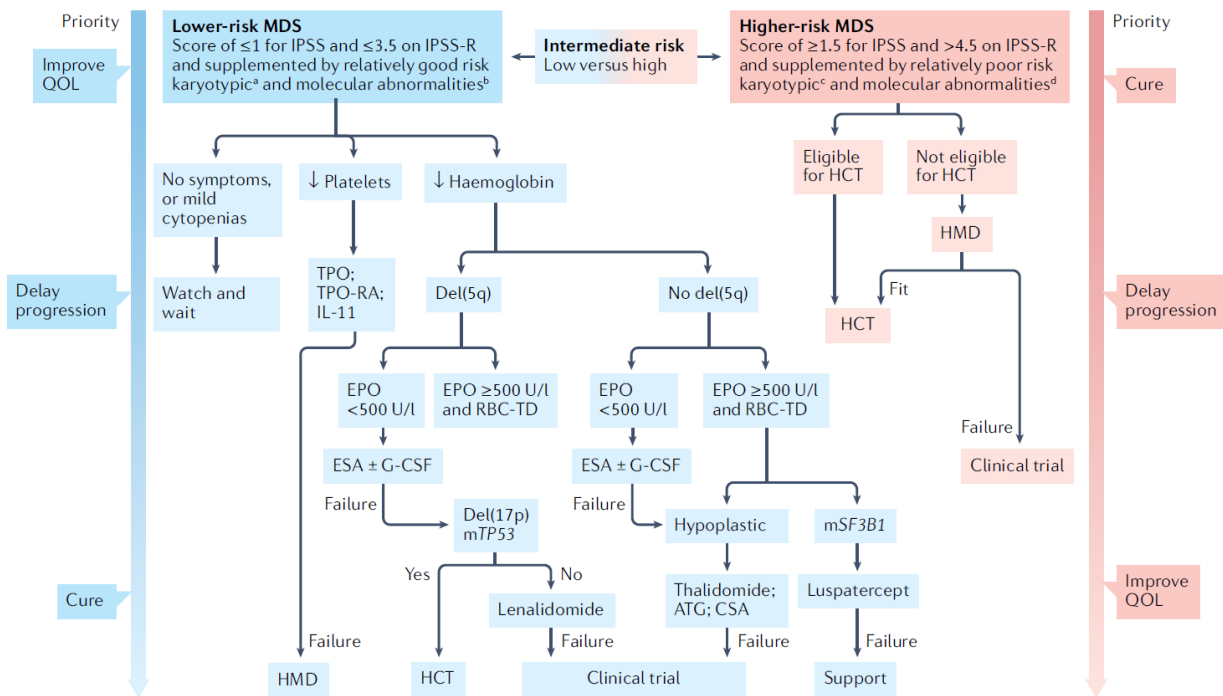 Priority
Lower-risk MDS
Score of ≤1 for IPSS and ≤3.5 on IPSS-R
and supplemented by relatively good risk
karyotypicᵃ and molecular abnormalitiesᵇ
Intermediate risk
Low versus high
Higher-risk MDS
Score of ≥1.5 for IPSS and >4.5 on IPSS-R
and supplemented by relatively poor risk
karyotypicᶜ and molecular abnormalitiesᵈ
Priority
Improve
QOL
Cure
No symptoms,
or mild
cytopenias
↓ Platelets
↓ Haemoglobin
Eligible
for HCT
Not eligible
for HCT
HMD
Delay
progression
Watch and
wait
TPO;
TPO-RA;
IL-11
Del(5q)
No del(5q)
Fit
HCT
Delay
progression
EPO
<500 U/l
EPO ≥500 U/l
and RBC-TD
EPO
<500 U/l
EPO ≥500 U/l
and RBC-TD
Failure
Clinical trial
ESA ± G-CSF
ESA ± G-CSF
Failure
Failure
Del(17p)
mTP53
Hypoplastic
mSF3B1
Yes
No
Cure
Lenalidomide
Thalidomide;
ATG; CSA
Luspatercept
Improve
QOL
Failure
Failure
Failure
Failure
HMD
HCT
Clinical trial
Support